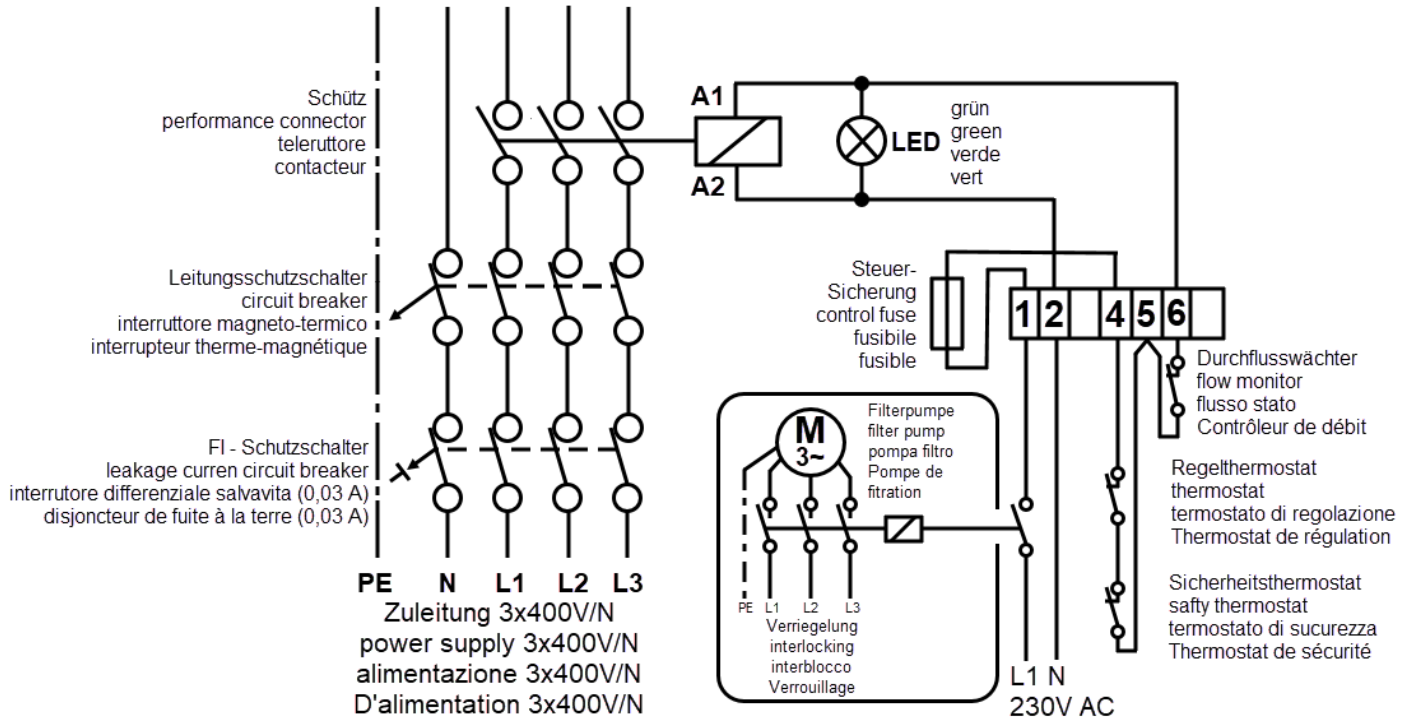 Schütz
performance connector
teleruttore
contacteur
A1
A2
LED
grün
green
verde
vert
Leitungsschutzschalter
circuit breaker
interruttore magneto-termico
interrupteur therme-magnétique
Steuer-
Sicherung
control fuse
fusibile
fusible
1 2 4 5 6
Durchflusswächter
flow monitor
flusso stato
Contrôleur de débit
FI - Schutzschalter
leakage curren circuit breaker
interrutore differenziale salvavita (0,03 A)
disjoncteur de fuite à la terre (0,03 A)
M
3~
Filterpumpe
filter pump
pompa filtro
Pompe de
fitration
Regelthermostat
thermostat
termostato di regolazione
Thermostat de régulation
Sicherheitsthermostat
safty thermostat
termostato di sucurezza
Thermostat de sécurité
PE N L1 L2 L3
Zuleitung 3x400V/N
power supply 3x400V/N
alimentazione 3x400V/N
D'alimentation 3x400V/N
PE L1 L2 L3
Verriegelung
interlocking
interblocco
Verrouillage
L1 N
230V AC